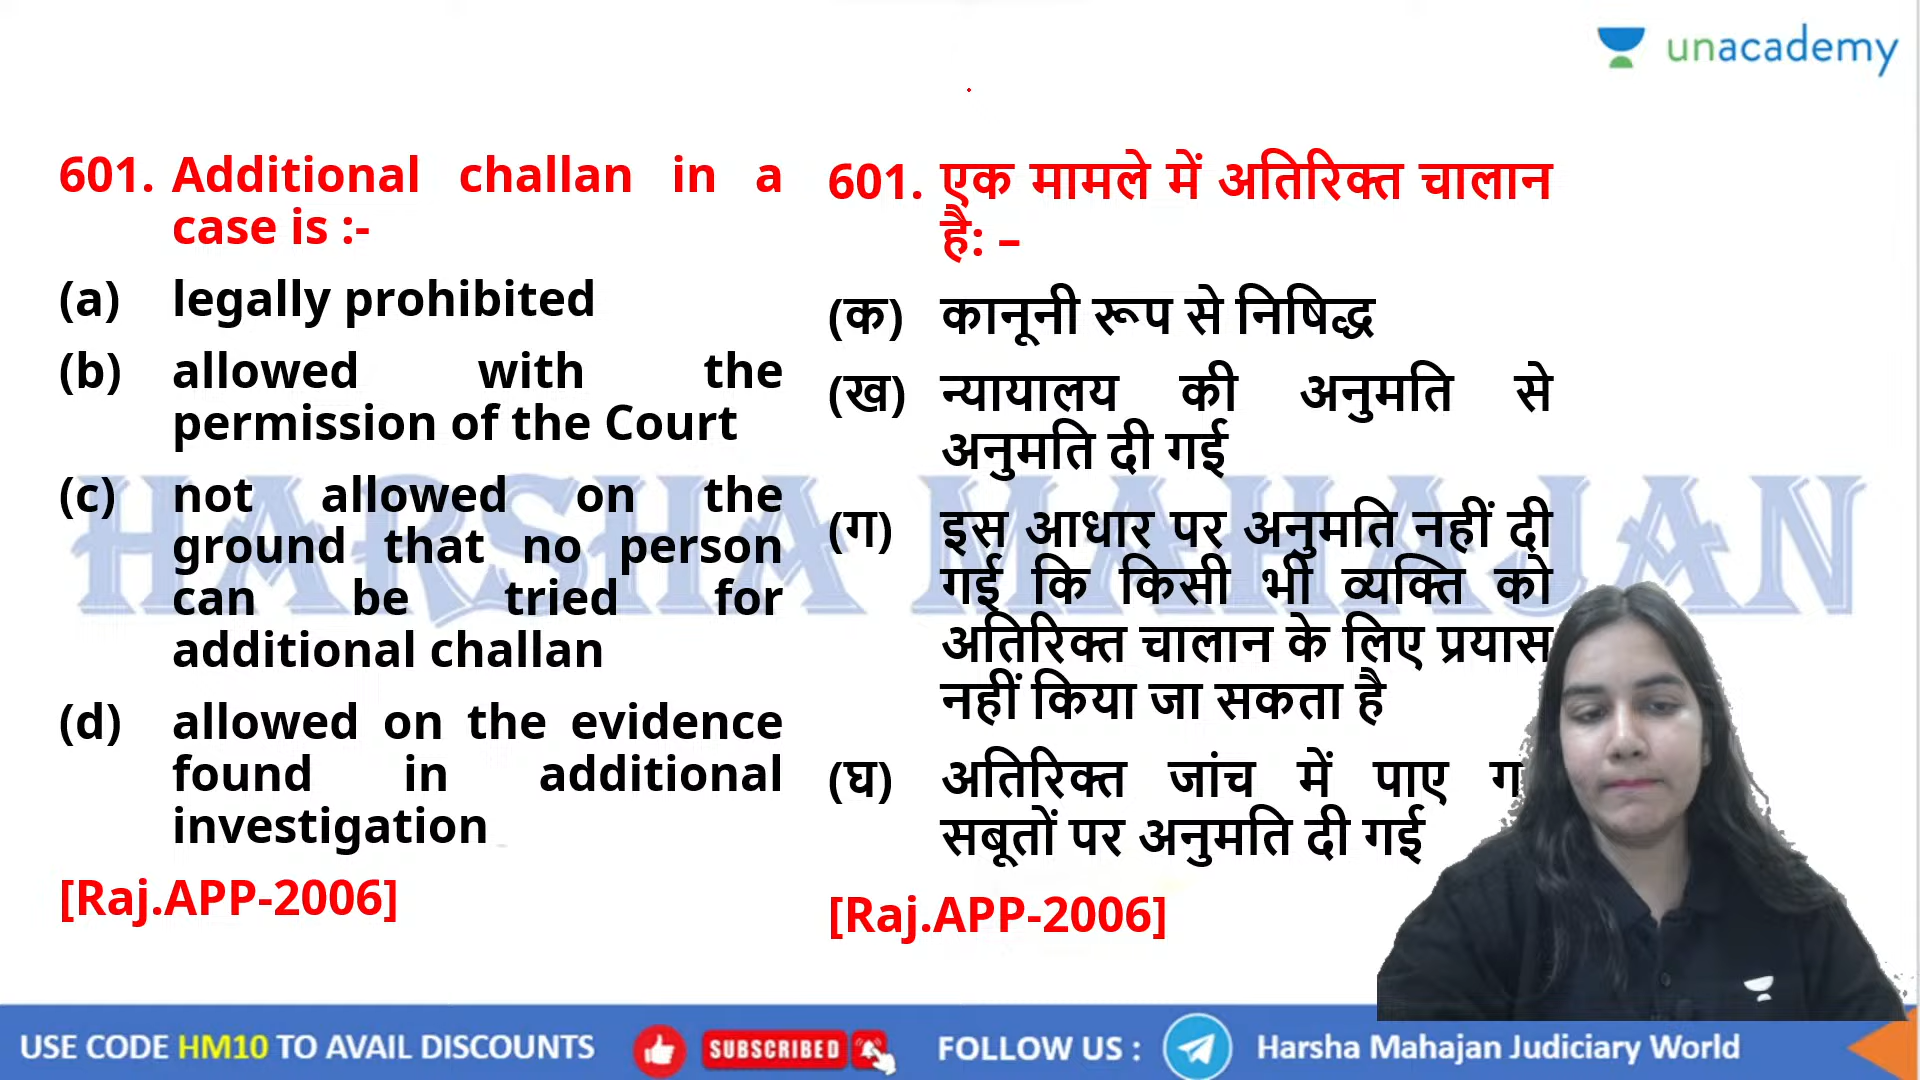 unacademy
601. Additional challan in a
case is :-
(a) legally prohibited
(b) allowed with the
permission of the Court
(c) not allowed on the
ground that no person
can be tried for
additional challan
(d) allowed on the evidence
found in additional
investigation
[Raj.APP-2006]
601. एक मामले में अतिरिक्त चालान
है: –
(क) कानूनी रूप से निषिद्ध
(ख) न्यायालय की अनुमति से
अनुमति दी गई
(ग) इस आधार पर अनुमति नहीं दी
गई कि किसी भी व्यक्ति को
अतिरिक्त चालान के लिए प्रयास
नहीं किया जा सकता है
(घ) अतिरिक्त जांच में पाए
सबूतों पर अनुमति दी गई
[Raj.APP-2006]
HARSHA MAHAJAN
USE CODE HM10 TO AVAIL DISCOUNTS
SUBSCRIBED
FOLLOW US :
Harsha Mahajan Judiciary World